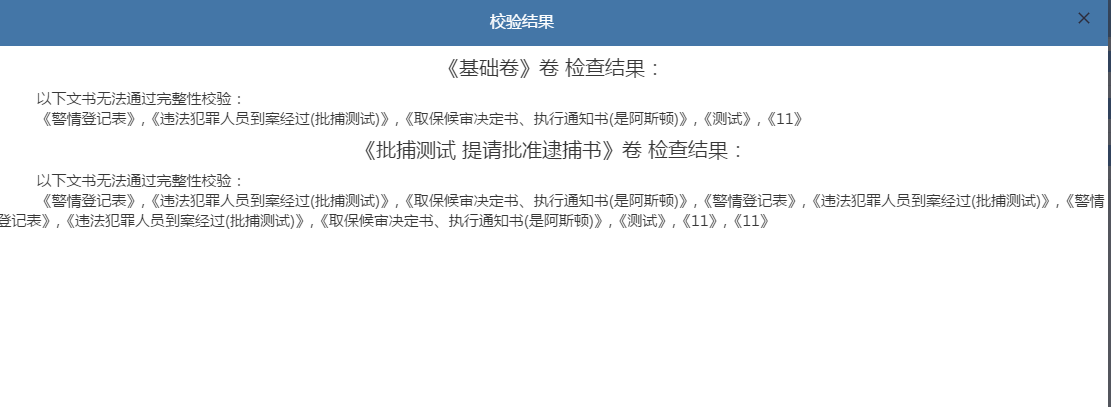 校验结果
《基础卷》卷 检查结果：
以下文书无法通过完整性校验：
《警情登记表》,《违法犯罪人员到案经过(批捕测试)》,《取保候审决定书、执行通知书(是阿斯顿)》,《测试》,《11》
《批捕测试 提请批准逮捕书》卷 检查结果：
以下文书无法通过完整性校验：
《警情登记表》,《违法犯罪人员到案经过(批捕测试)》,《取保候审决定书、执行通知书(是阿斯顿)》,《警情登记表》,《违法犯罪人员到案经过(批捕测试)》,《警情
登记表》,《违法犯罪人员到案经过(批捕测试)》,《取保候审决定书、执行通知书(是阿斯顿)》,《测试》,《11》,《11》